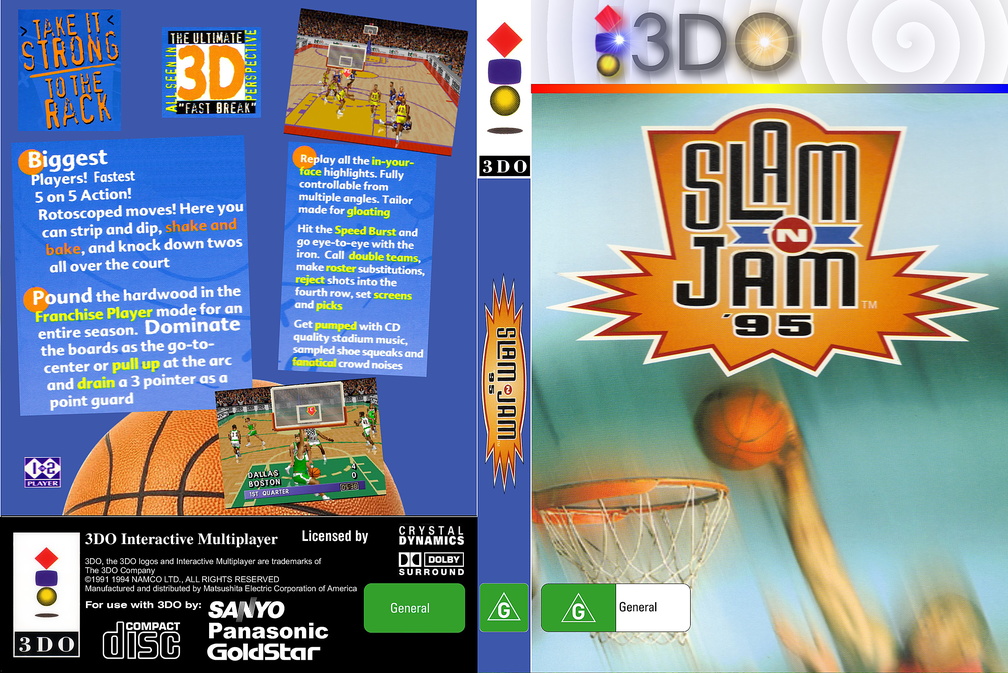 TAKE IT
STRONG
TO THE
RACK
THE ULTIMATE
ALL SEEN IN
3D
PERSPECTIVE
"FAST BREAK"
Biggest
Players! Fastest
5 on 5 Action!
Rotoscoped moves! Here you
can strip and dip, shake and
bake, and knock down twos
all over the court
Pound the hardwood in the
Franchise Player mode for an
entire season. Dominate
the boards as the go-to-
center or pull up at the arc
and drain a 3 pointer as a
point guard
Replay all the in-your-
face highlights. Fully
controllable from
multiple angles. Tailor
made for gloating
Hit the Speed Burst and
go eye-to-eye with the
iron. Call double teams,
make roster substitutions,
reject shots into the
fourth row, set screens
and picks
Get pumped with CD
quality stadium music,
sampled shoe squeaks and
fanatical crowd noises
DALLAS 4
BOSTON 0
1ST QUARTER
1-2
PLAYER
3DO
3DO Interactive Multiplayer
3DO, the 3DO logos and Interactive Multiplayer are trademarks of
The 3DO Company
©1991 1994 NAMCO LTD., ALL RIGHTS RESERVED
Manufactured and distributed by Matsushita Electric Corporation of America
For use with 3DO by:
COMPACT
disc
SANYO
Panasonic
GoldStar
Licensed by
CRYSTAL
DYNAMICS
DOLBY
SURROUND
General
3DO
SLAM 'N JAM
'95
G
3DO
SLAM
'N
JAM
TM
'95
G
General